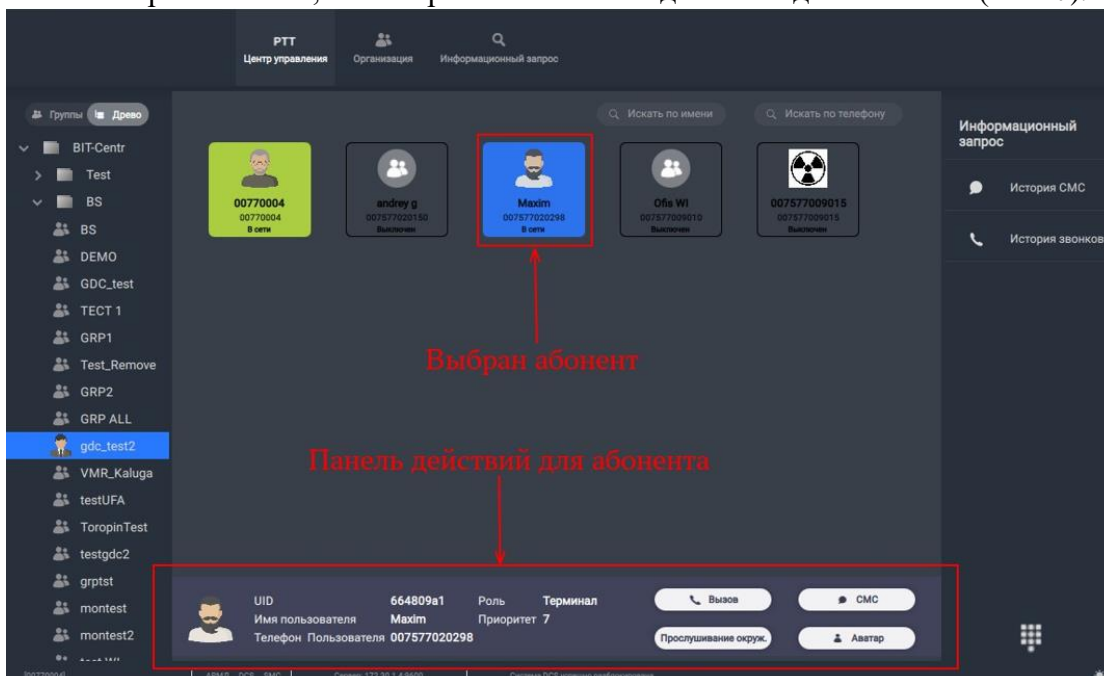 PTT
Центр управления
Организация
Информационный запрос
Группы
Древо
Искать по имени
Искать по телефону
BIT-Centr
Test
BS
BS
DEMO
GDC_test
ТЕСТ 1
GRP1
Test_Remove
GRP2
GRP ALL
gdc_test2
VMR_Kaluga
testUFA
ToropinTest
testgdc2
grptst
montest
montest2
00770004
00770004
В сети
andrey g
007577020150
Выключен
Maxim
007577020298
В сети
Ofis WI
007577009010
Выключен
007577009015
007577009015
Выключен
Выбран абонент
Панель действий для абонента
Информационный
запрос
История СМС
История звонков
UID 664809a1 Роль Терминал
Имя пользователя Maxim Приоритет 7
Телефон Пользователя 007577020298
Вызов
СМС
Прослушивание окруж.
Аватар